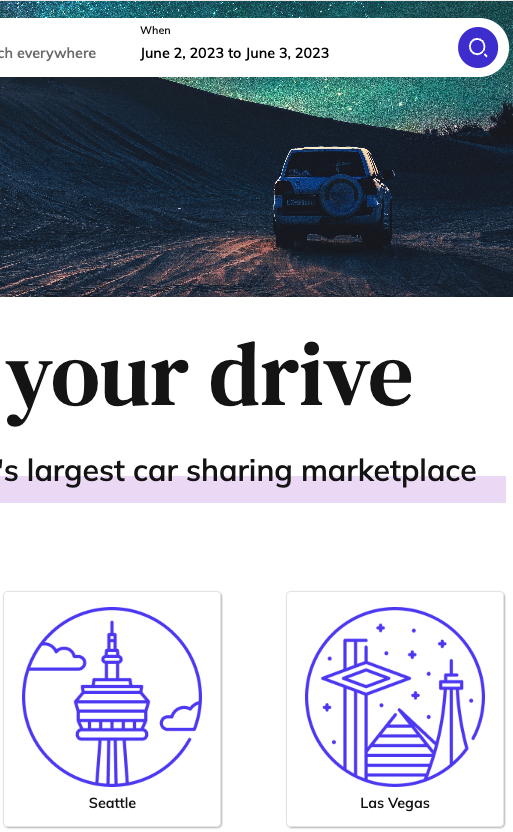 When
ch everywhere
June 2, 2023 to June 3, 2023
your drive
's largest car sharing marketplace
Seattle
Las Vegas